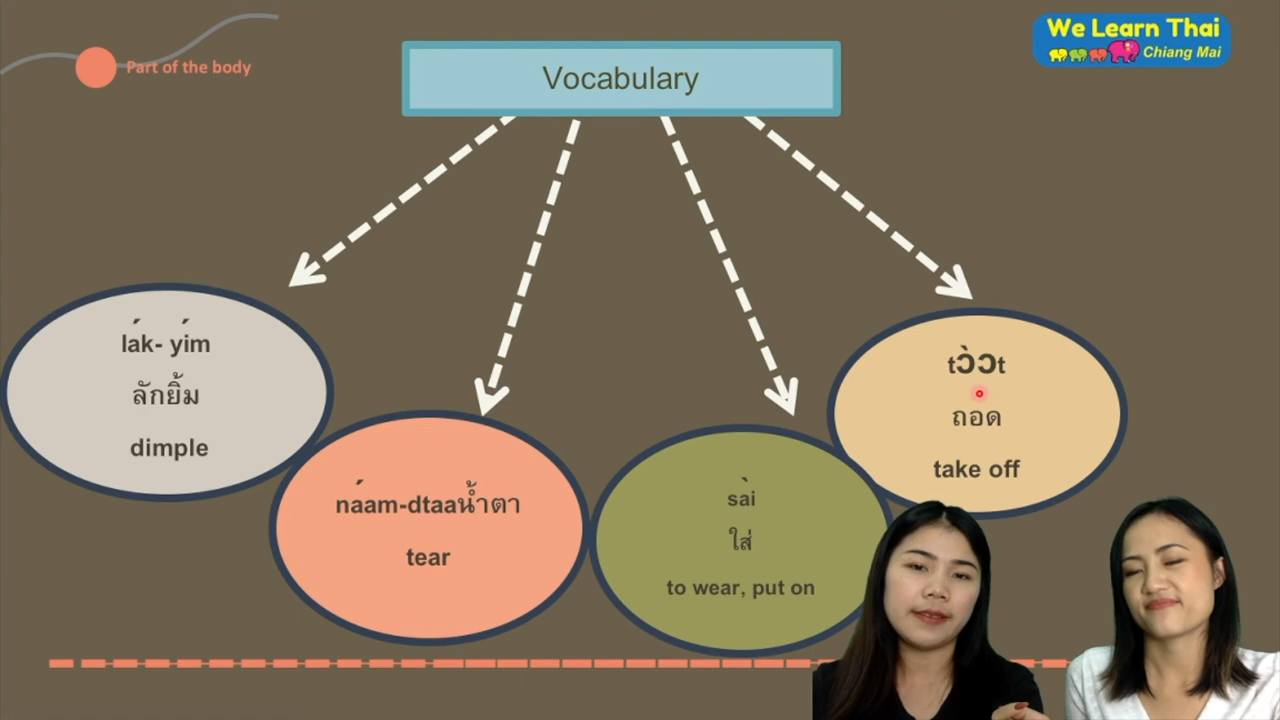 Part of the body
We Learn Thai
Chiang Mai
Vocabulary
lák- yím
ลักยิ้ม
dimple
náam-dtaaน้ำตา
tear
sài
ใส่
to wear, put on
tɔ̀ɔt
ถอด
take off